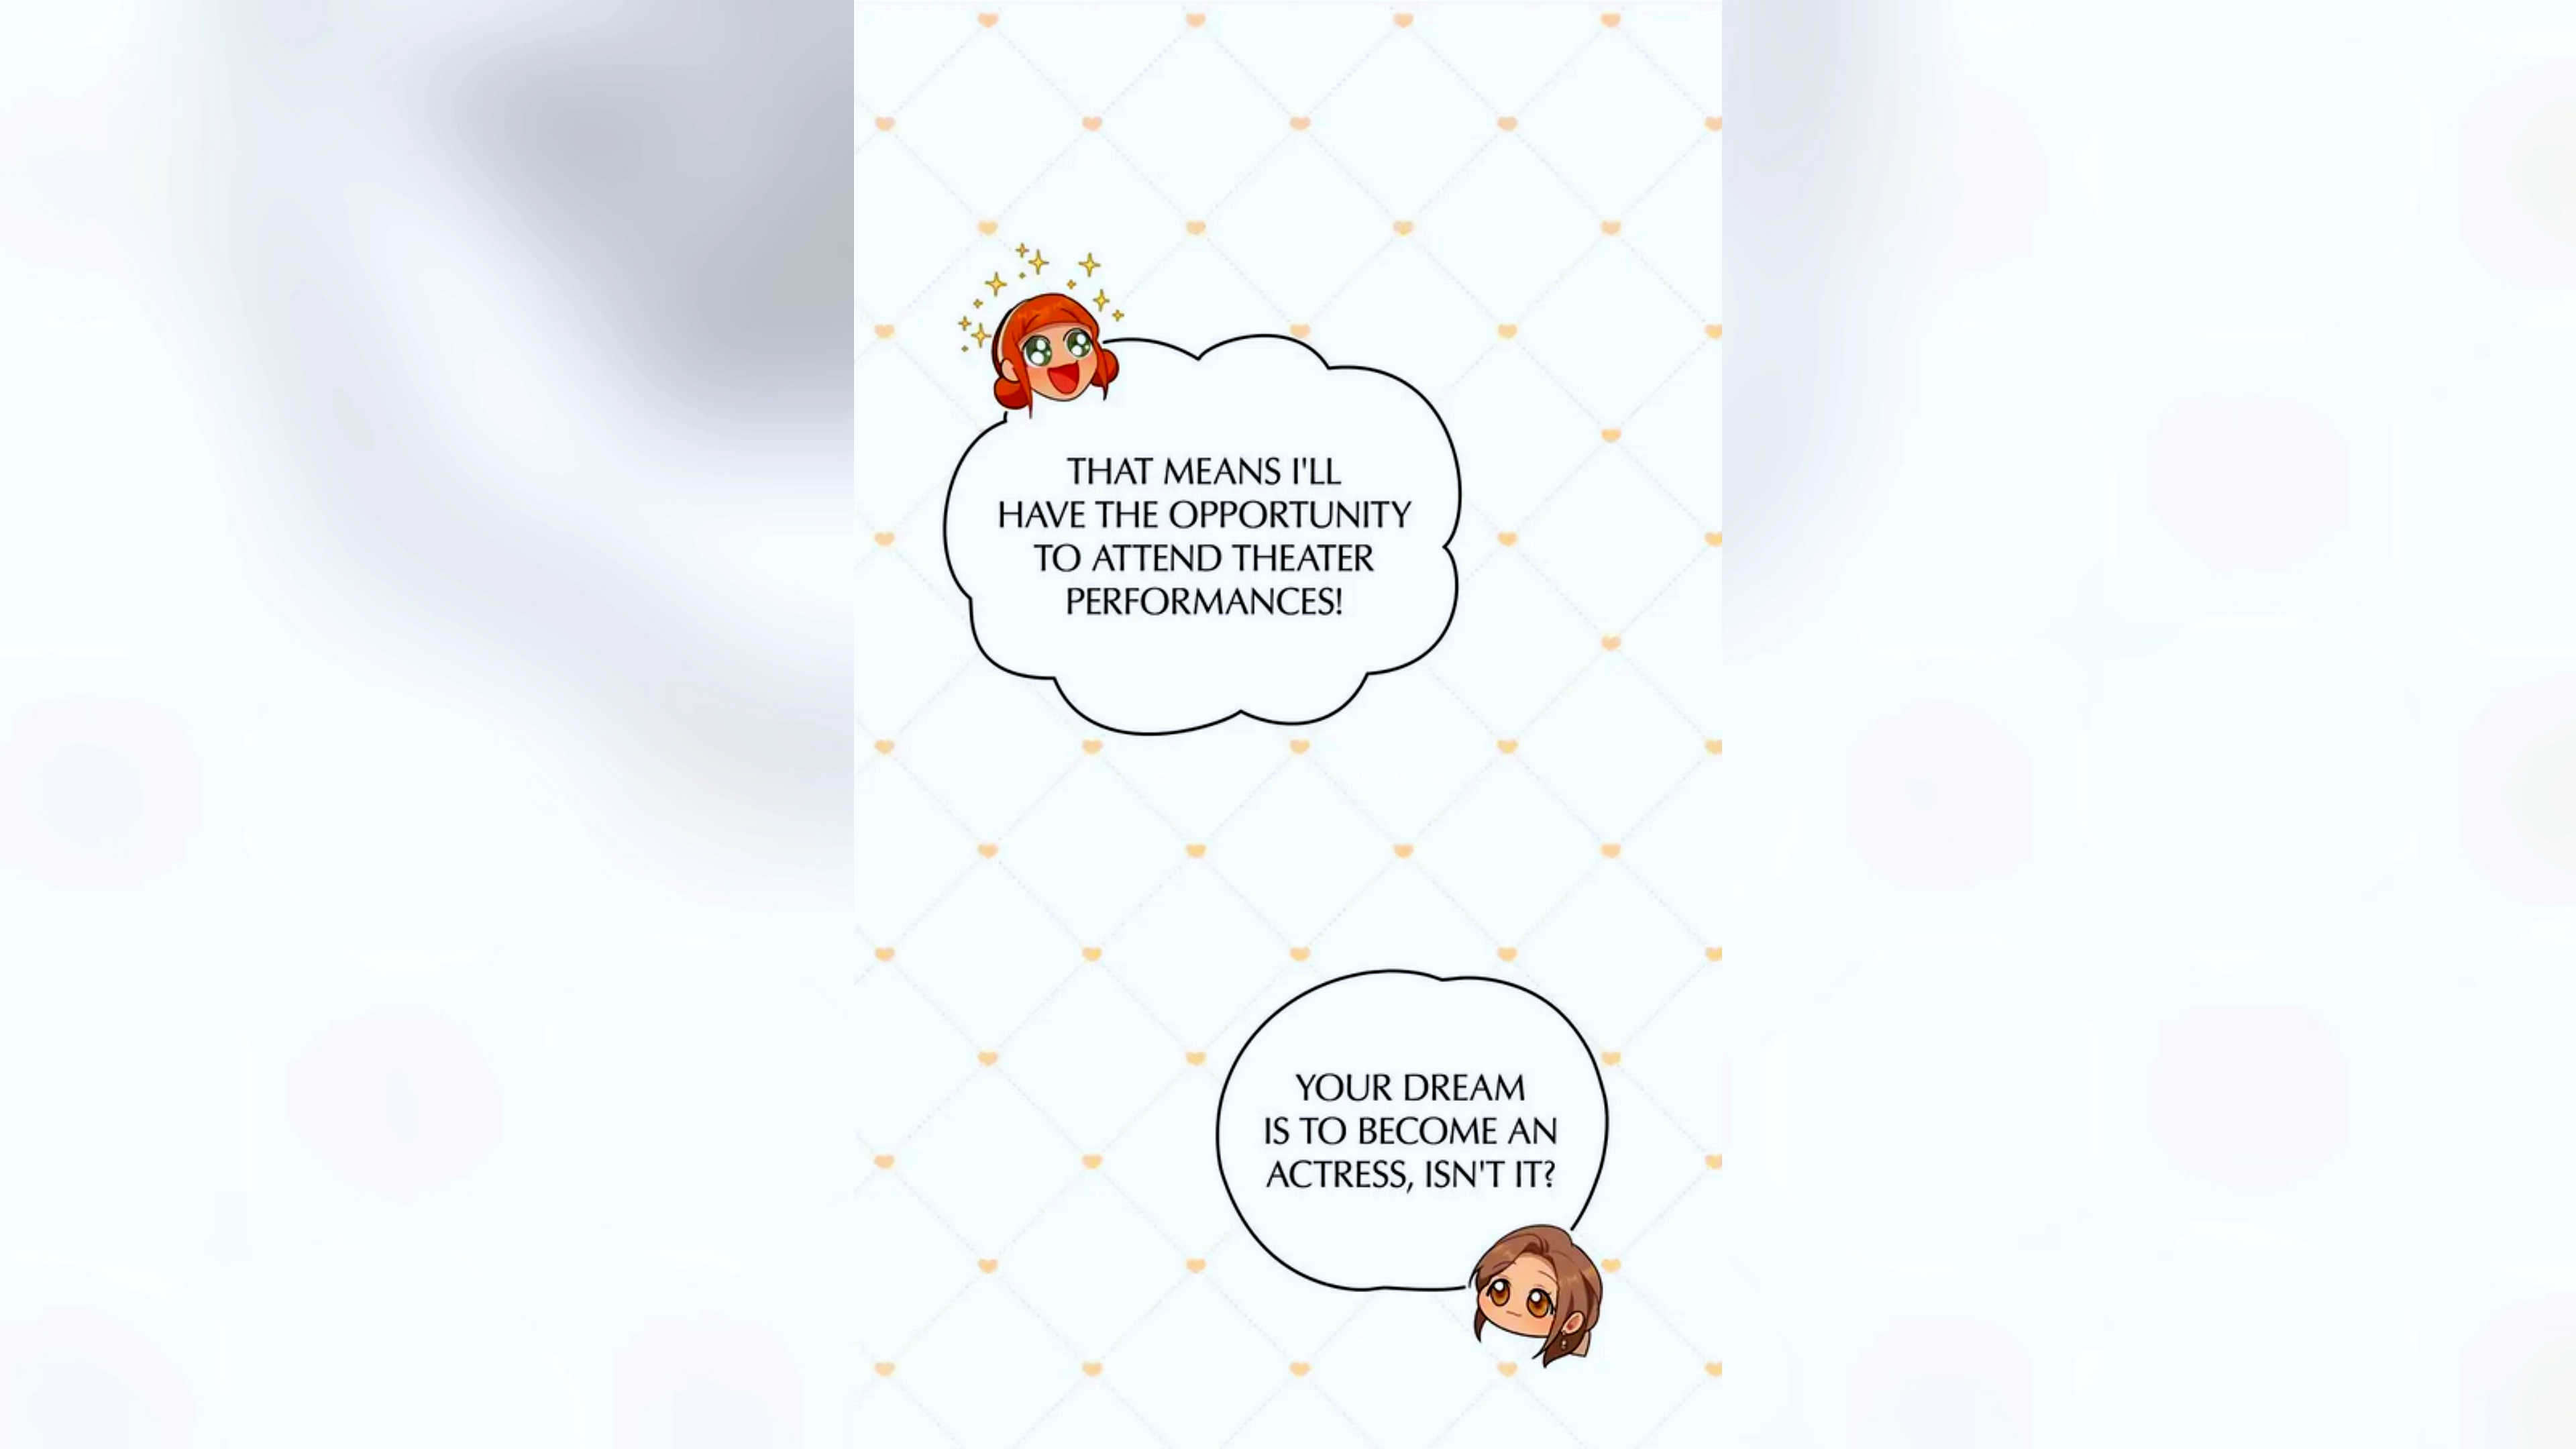 THAT MEANS I'LL
HAVE THE OPPORTUNITY
TO ATTEND THEATER
PERFORMANCES!
YOUR DREAM
IS TO BECOME AN
ACTRESS, ISN'T IT?